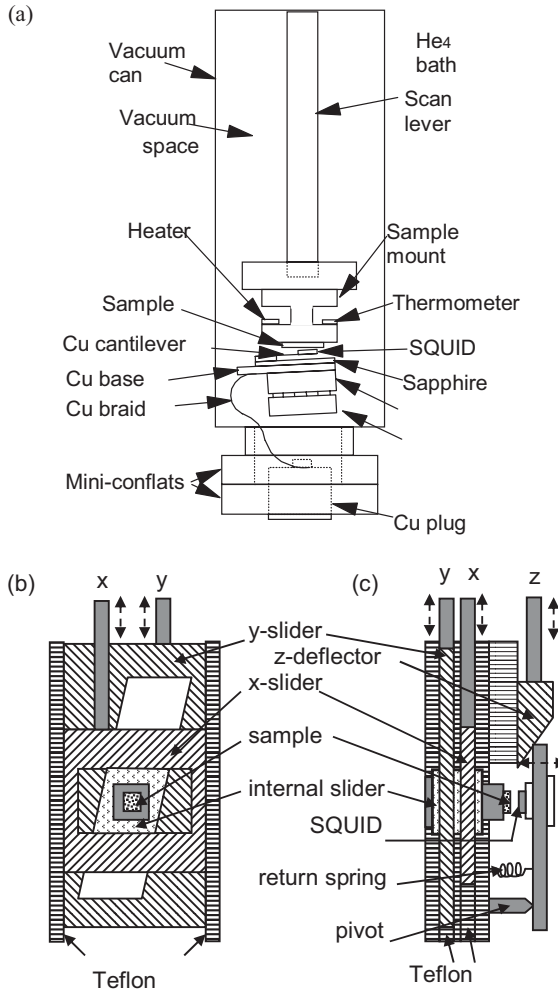 (a)
Vacuum
can
He4
bath
Scan
lever
Vacuum
space
Heater
Sample
mount
Sample
Thermometer
Cu cantilever
SQUID
Cu base
Sapphire
Cu braid
Mini-conflats
Cu plug
(b)
x
y
(c)
y
x
z
y-slider
z-deflector
x-slider
sample
internal slider
SQUID
return spring
pivot
Teflon
Teflon